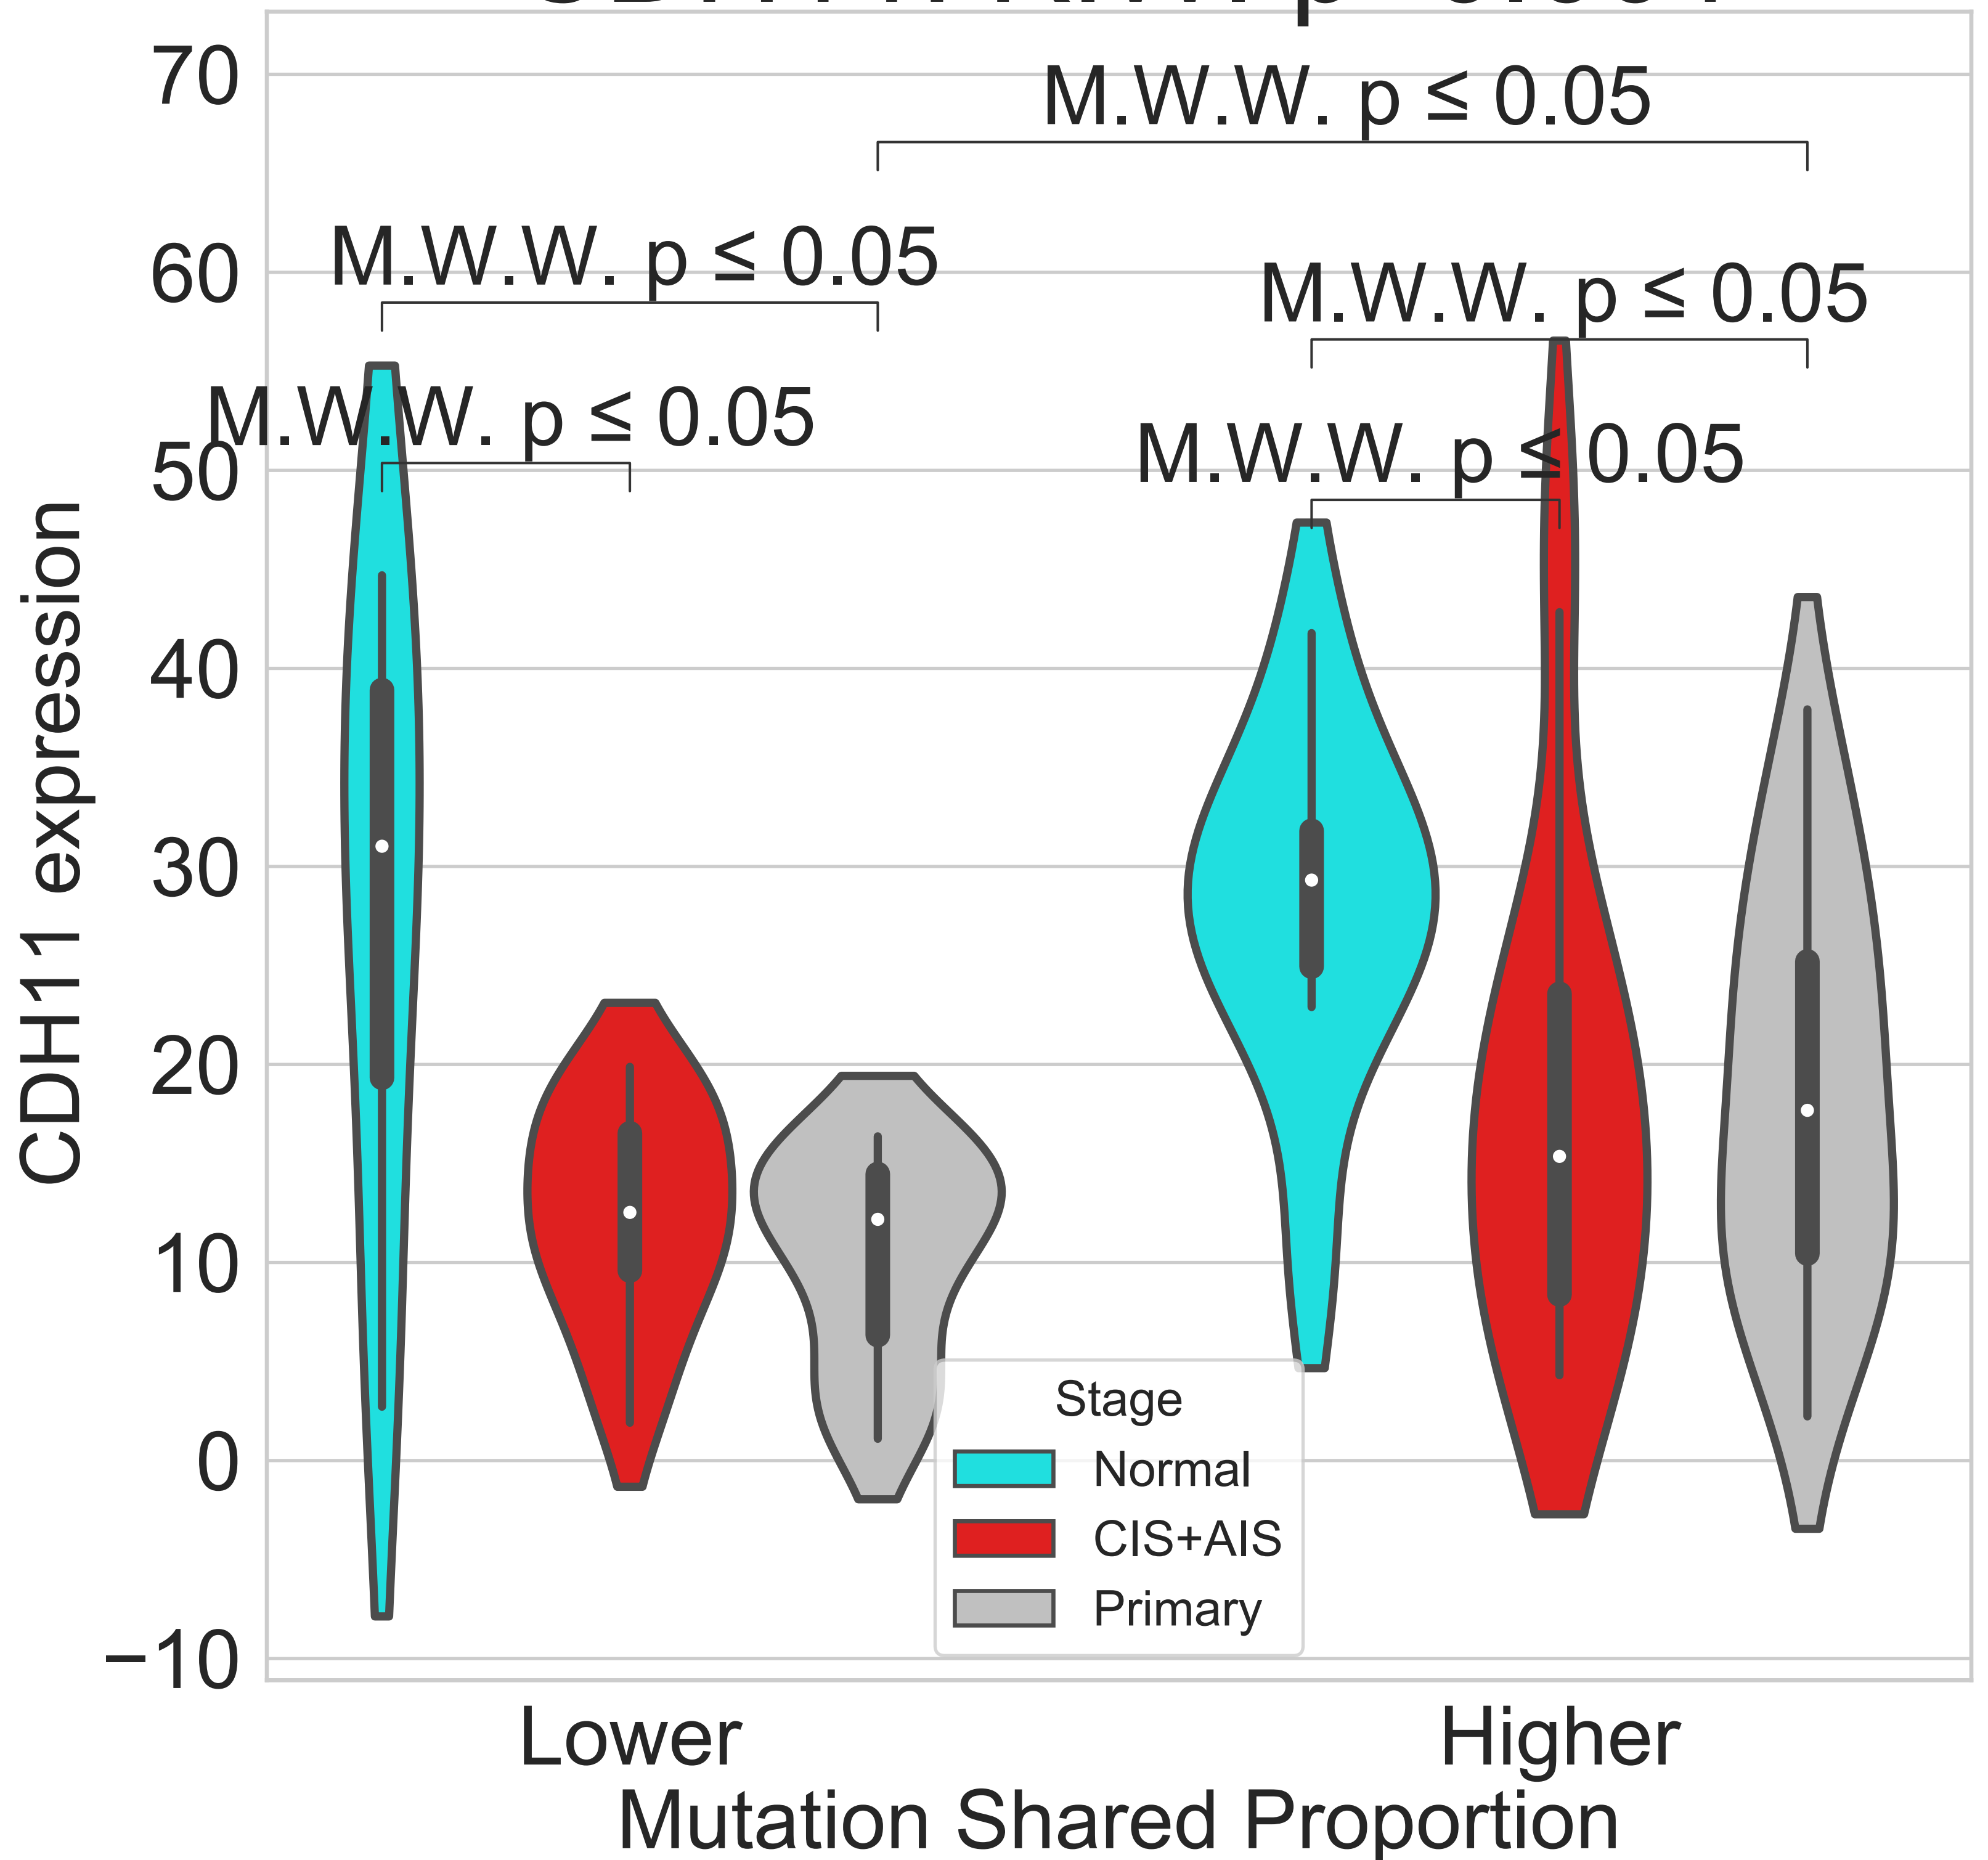 70
M.W.W. p ≤ 0.05
60
M.W.W. p ≤ 0.05
M.W.W. p ≤ 0.05
M.W.W. p ≤ 0.05
50
M.W.W. p ≤ 0.05
40
30
20
10
0
−10
CDH11 expression
Stage
Normal
CIS+AIS
Primary
Lower
Higher
Mutation Shared Proportion